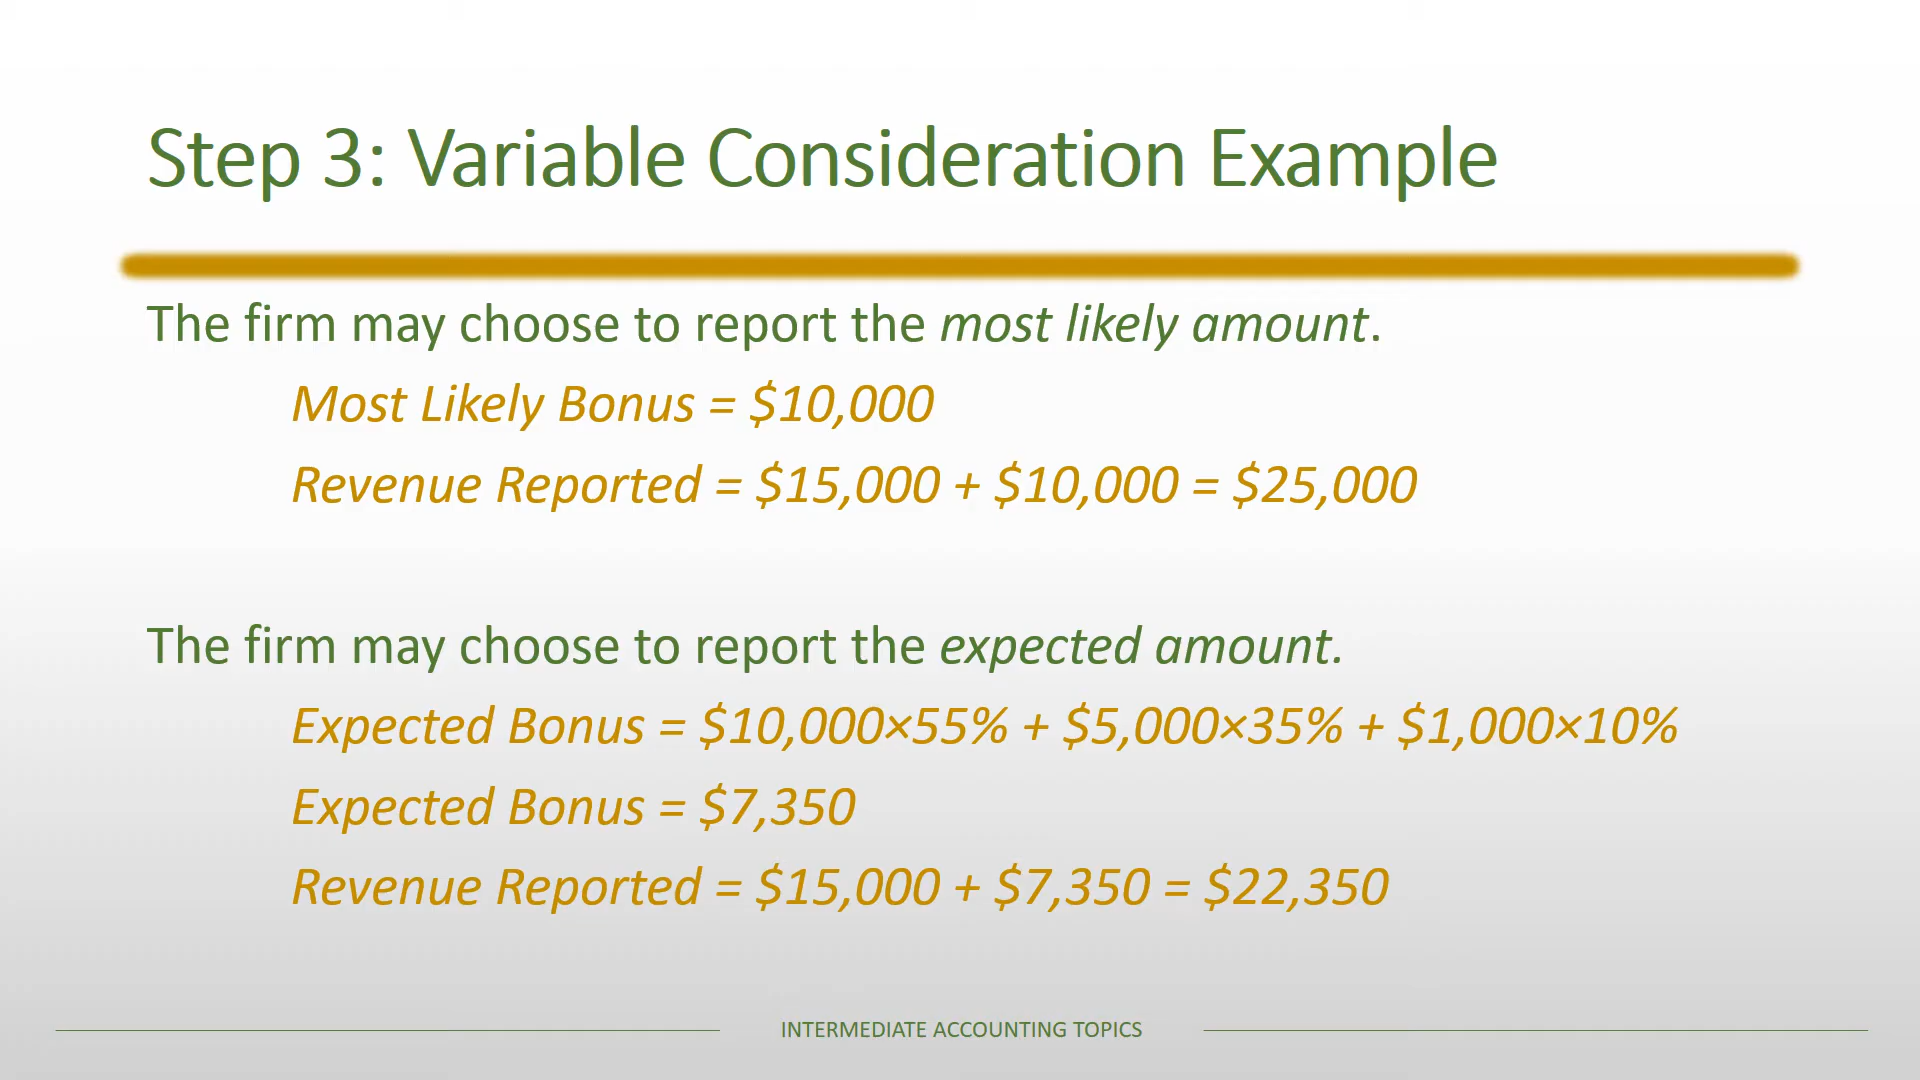 Step 3: Variable Consideration Example
The firm may choose to report the most likely amount.
Most Likely Bonus = $10,000
Revenue Reported = $15,000 + $10,000 = $25,000
The firm may choose to report the expected amount.
Expected Bonus = $10,000×55% + $5,000×35% + $1,000×10%
Expected Bonus = $7,350
Revenue Reported = $15,000 + $7,350 = $22,350
INTERMEDIATE ACCOUNTING TOPICS